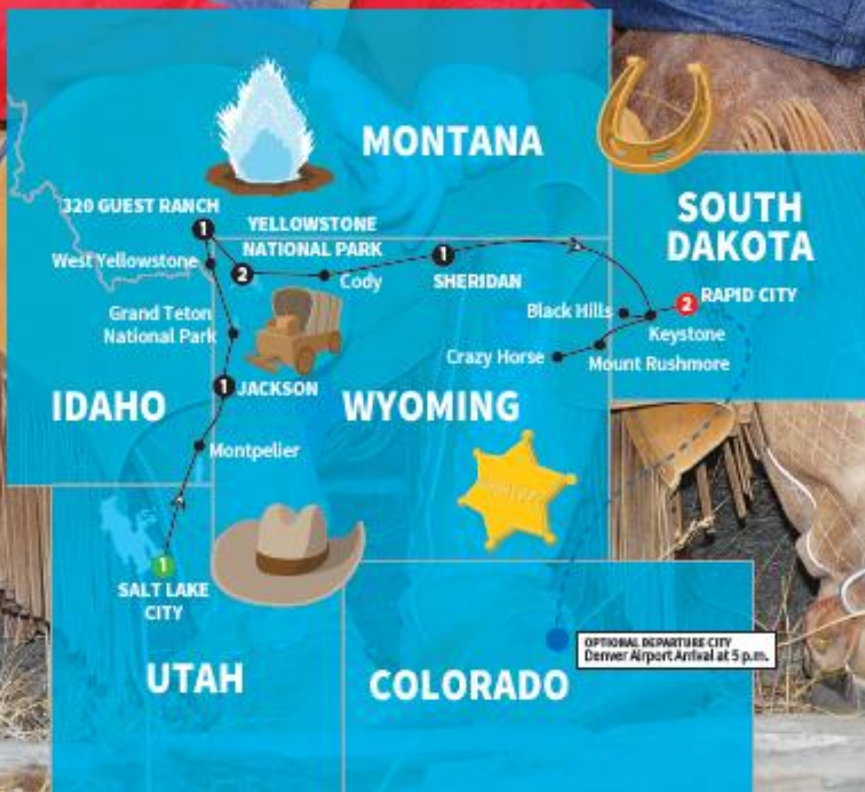 MONTANA
320 GUEST RANCH
1
YELLOWSTONE
NATIONAL PARK
2
West Yellowstone
Cody
1
SHERIDAN
SOUTH
DAKOTA
2
RAPID CITY
Black Hills
Keystone
Mount Rushmore
Crazy Horse
Grand Teton
National Park
1
JACKSON
IDAHO
WYOMING
Montpelier
1
SALT LAKE
CITY
UTAH
COLORADO
OPTIONAL DEPARTURE CITY
Denver Airport Arrival at 5 p.m.